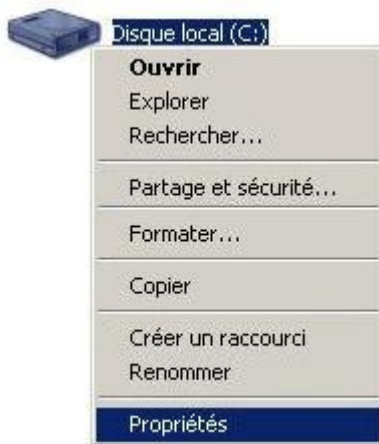 Disque local (C:)
Ouvrir
Explorer
Rechercher...
Partage et sécurité...
Formater...
Copier
Créer un raccourci
Renommer
Propriétés